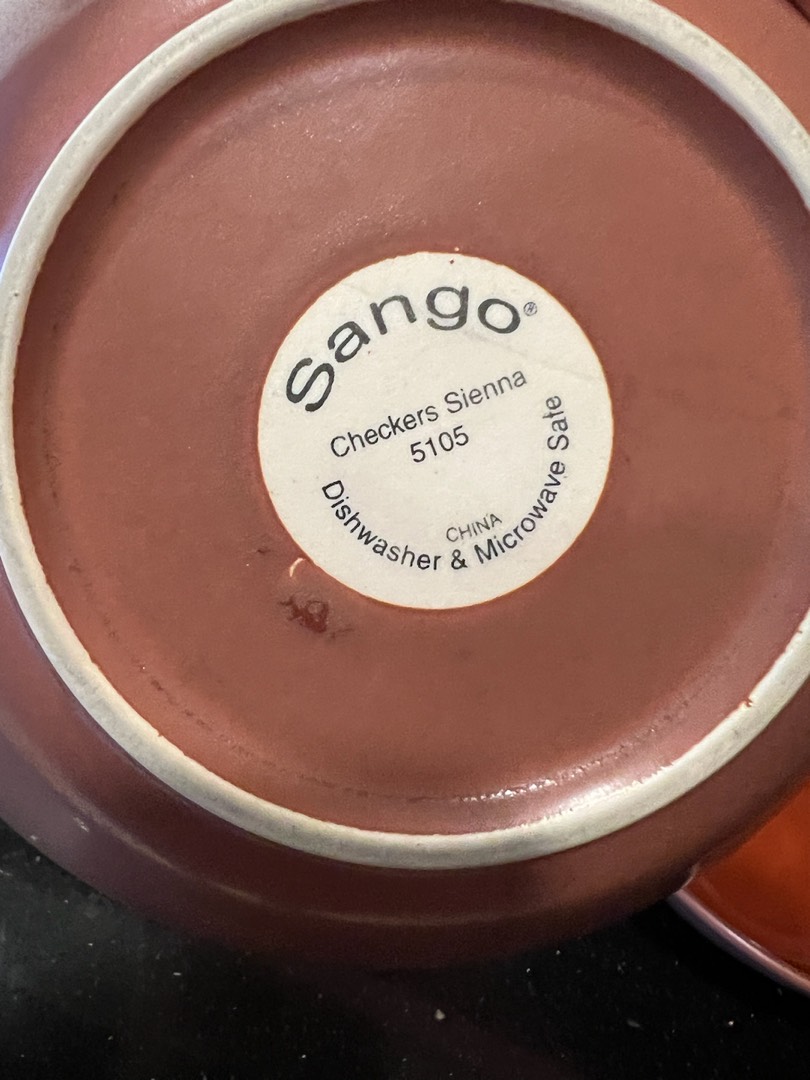 Sango®
Checkers Sienna
5105
CHINA
Dishwasher & Microwave Safe